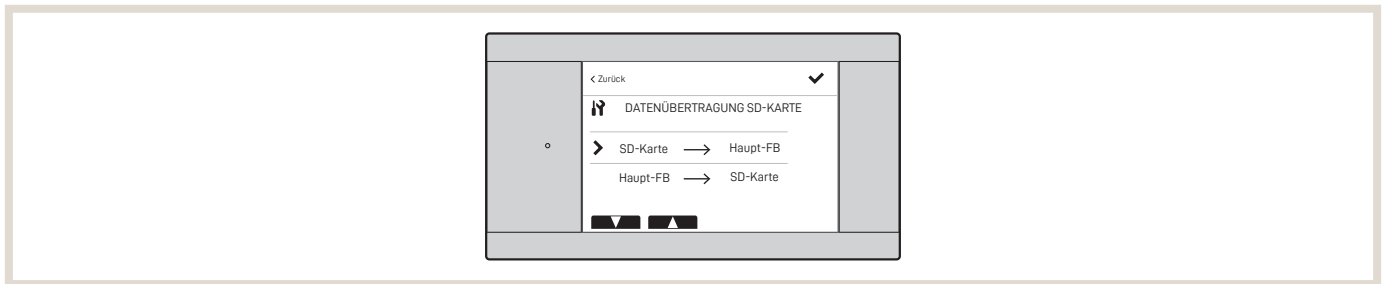 Zurück
DATENÜBERTRAGUNG SD-KARTE
SD-Karte → Haupt-FB
Haupt-FB → SD-Karte